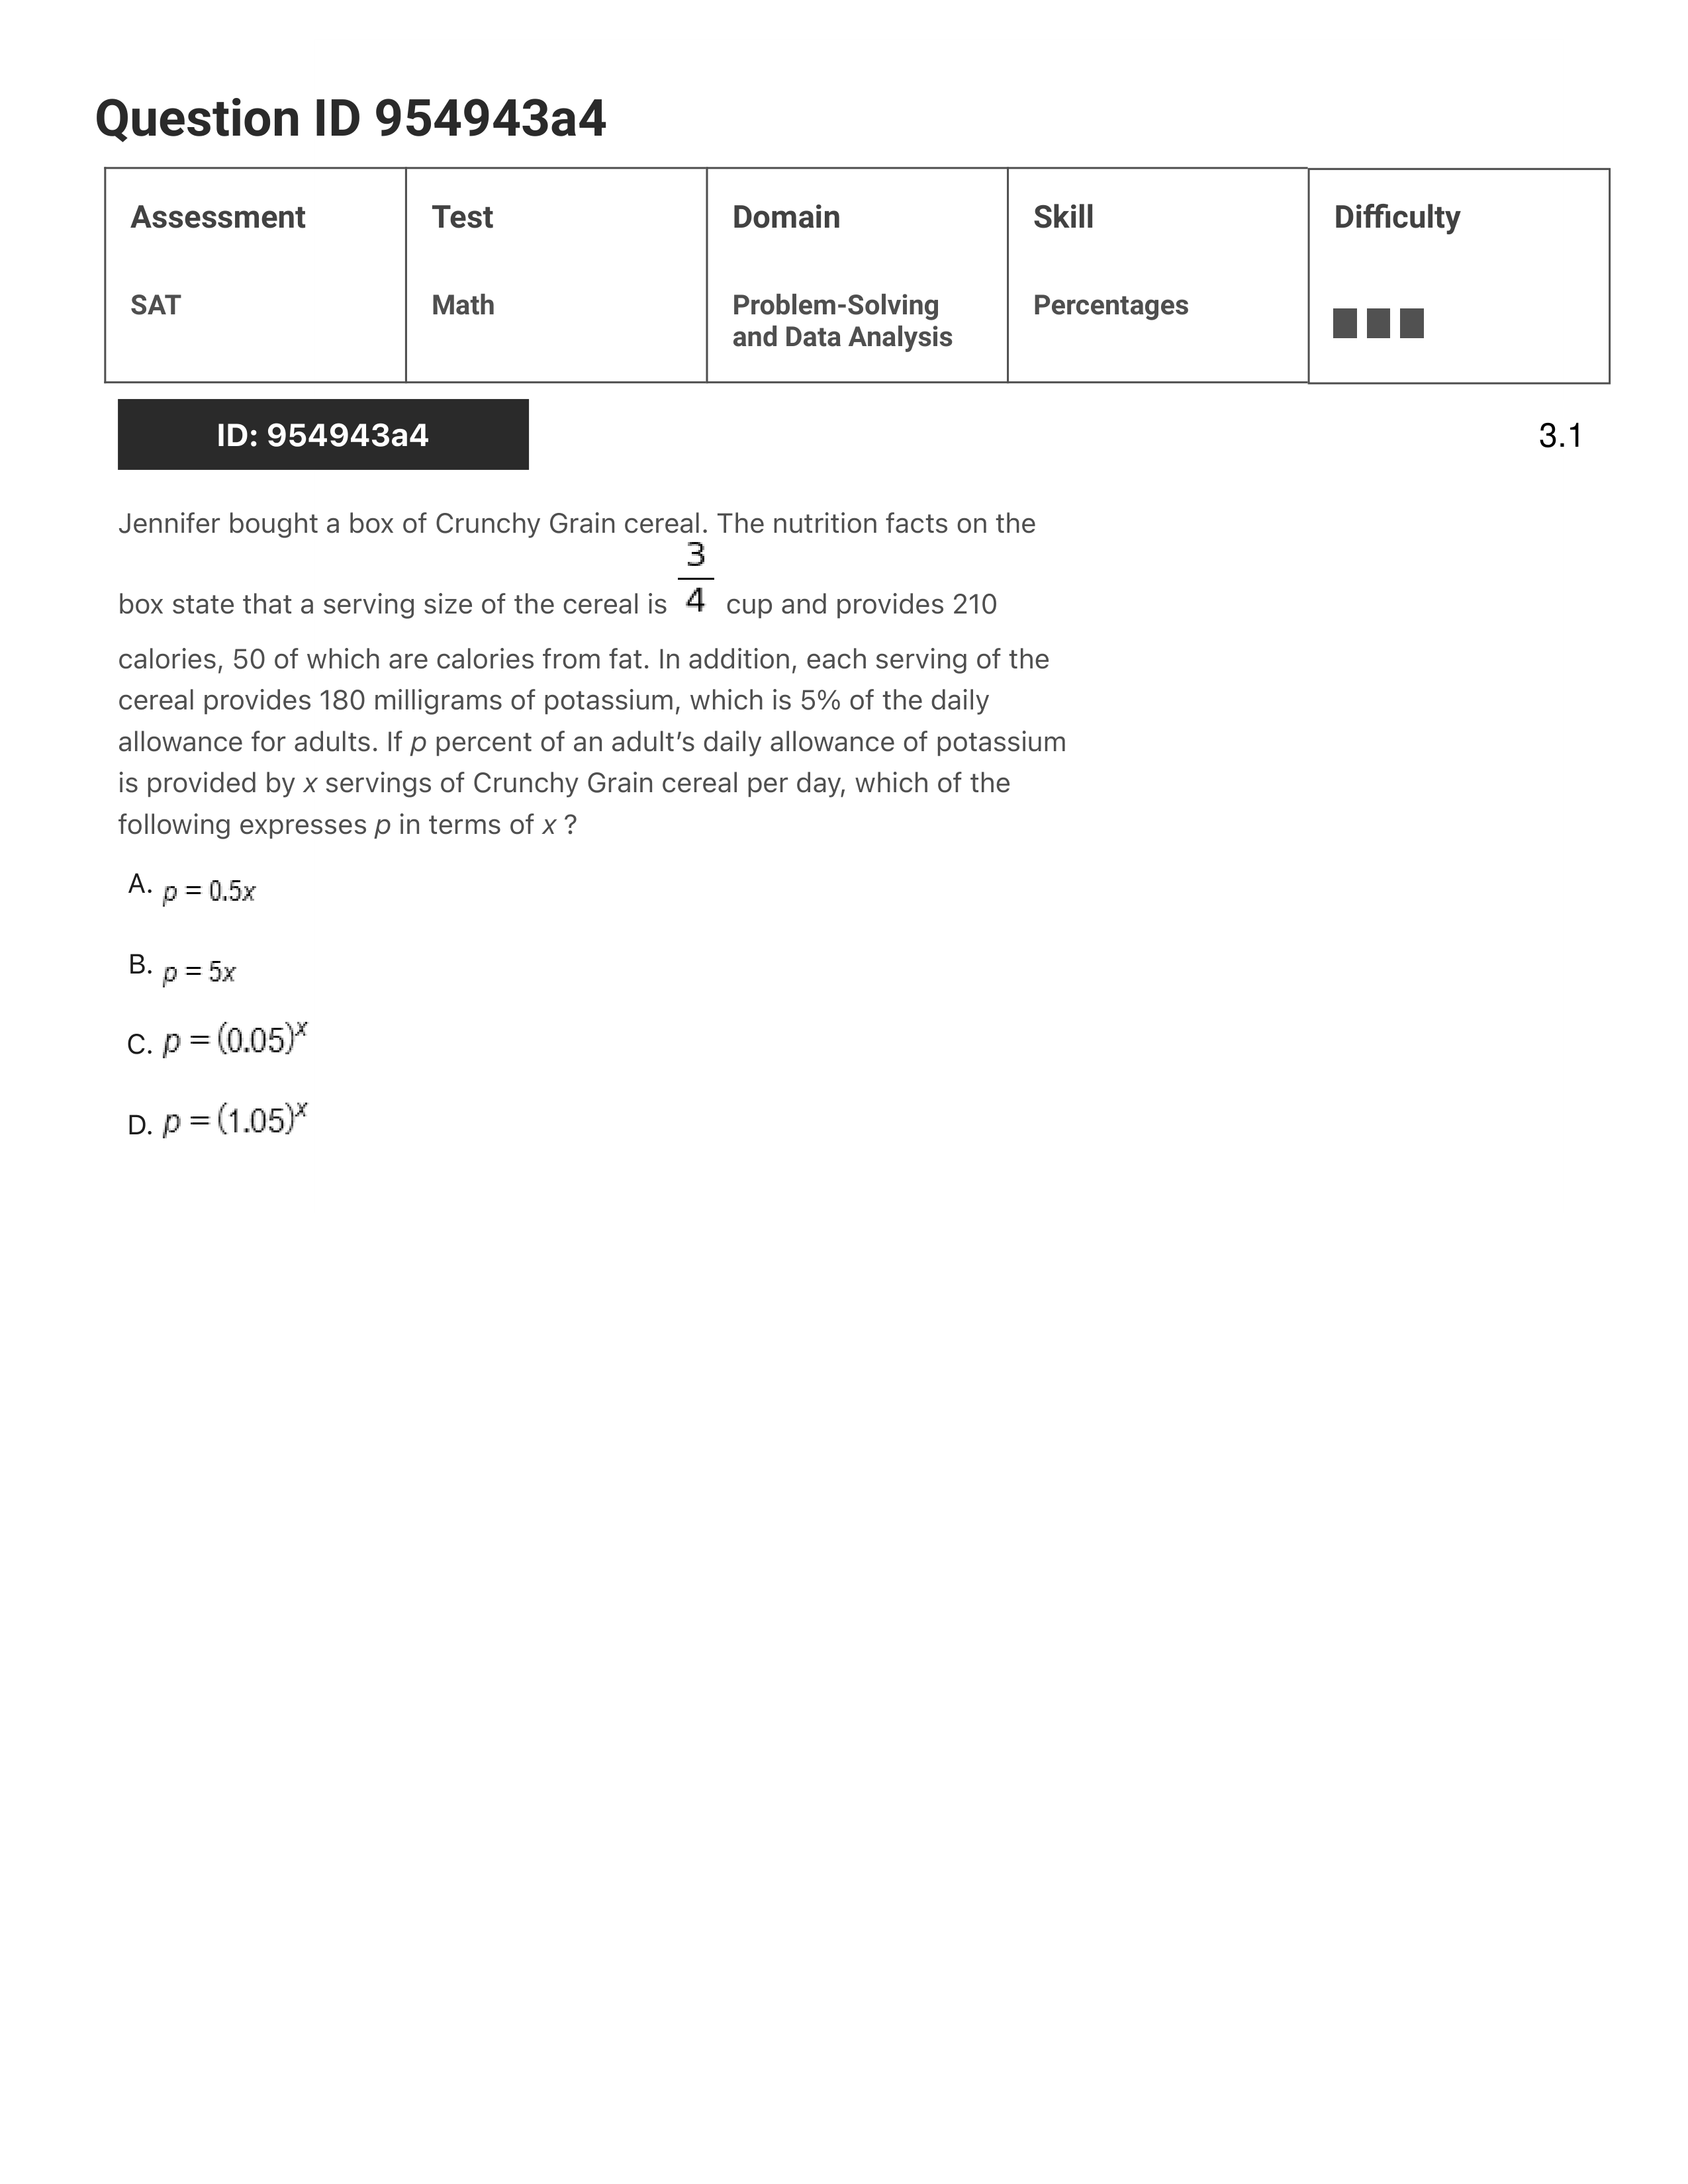 Question ID 954943a4
Assessment
Test
Domain
Skill
Difficulty
SAT
Math
Problem-Solving
and Data Analysis
Percentages
ID: 954943a4
3.1
Jennifer bought a box of Crunchy Grain cereal. The nutrition facts on the
box state that a serving size of the cereal is 3/4 cup and provides 210
calories, 50 of which are calories from fat. In addition, each serving of the
cereal provides 180 milligrams of potassium, which is 5% of the daily
allowance for adults. If p percent of an adult’s daily allowance of potassium
is provided by x servings of Crunchy Grain cereal per day, which of the
following expresses p in terms of x ?
A. p = 0.5x
B. p = 5x
C. p = (0.05)^x
D. p = (1.05)^x